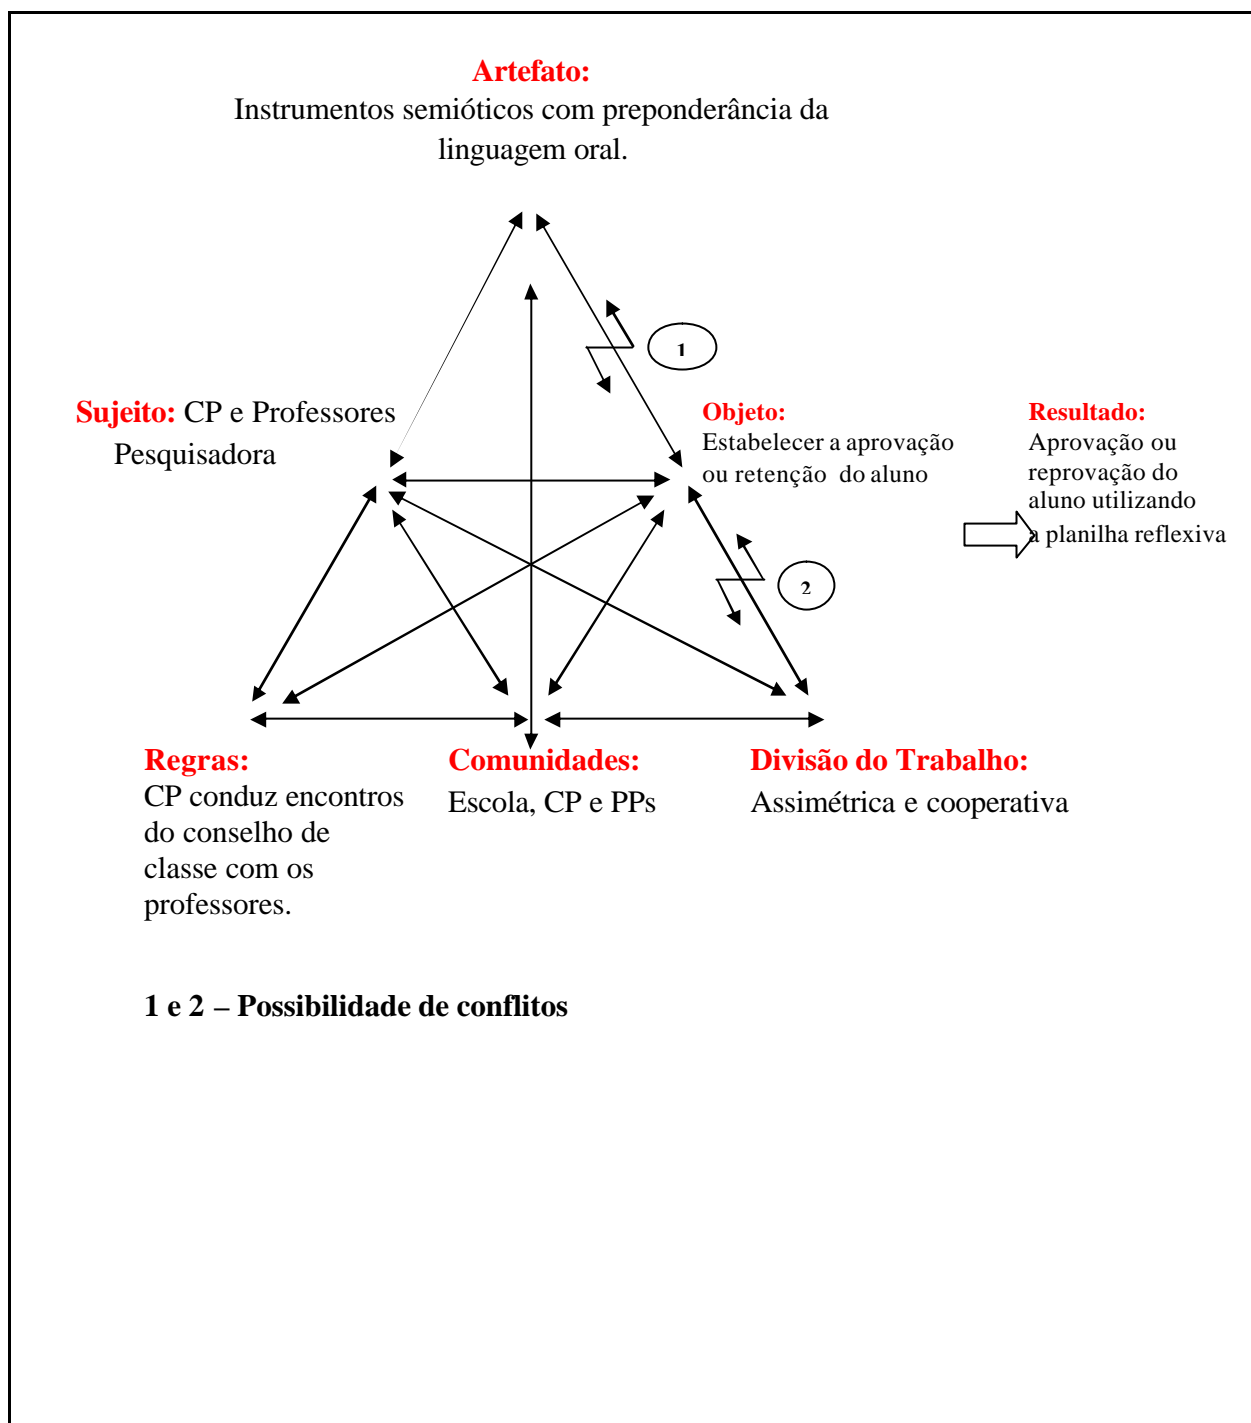 Artefato:
Instrumentos semióticos com preponderância da
linguagem oral.
1
Sujeito: CP e Professores
Pesquisadora
Objeto:
Estabelecer a aprovação
ou retenção do aluno
Resultado:
Aprovação ou
reprovação do
aluno utilizando
a planilha reflexiva
2
Regras:
CP conduz encontros
do conselho de
classe com os
professores.
Comunidades:
Escola, CP e PPs
Divisão do Trabalho:
Assimétrica e cooperativa
1 e 2 – Possibilidade de conflitos